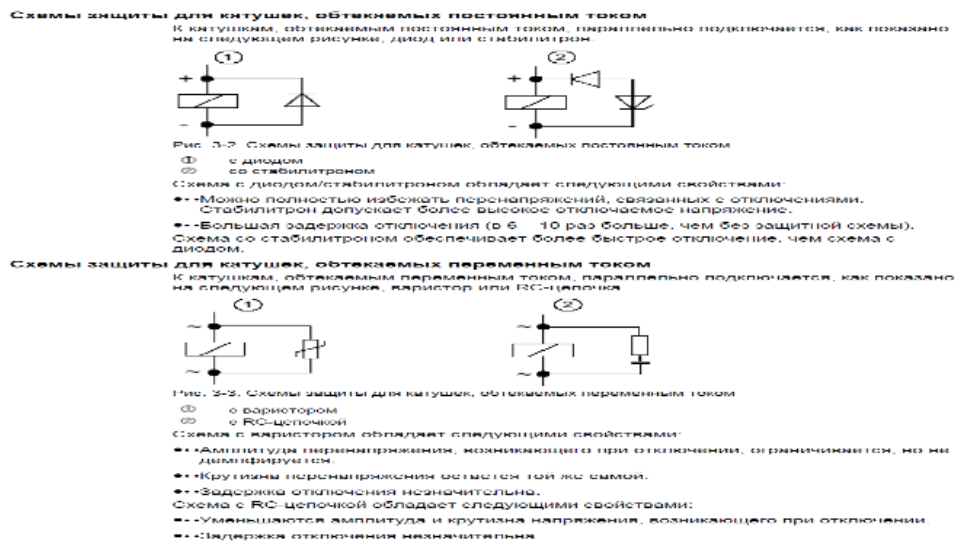 Схемы защиты для катушек, обтекаемых постоянным током
К катушкам, обтекаемым постоянным током, параллельно подключается, как показано
на следующем рисунке, диод или стабилитрон.
1 2
+ +
- -
Рис. 3-2. Схемы защиты для катушек, обтекаемых постоянным током
① с диодом
② со стабилитроном
Схема с диодом/стабилитроном обладает следующими свойствами:
•• •Можно полностью избежать перенапряжений, связанных с отключениями.
Стабилитрон допускает более высокое отключаемое напряжение.
•• •Большая задержка отключения (в 6 10 раз больше, чем без защитной схемы).
Схема со стабилитроном обеспечивает более быстрое отключение, чем схема с
диодом.
Схемы защиты для катушек, обтекаемых переменным током
К катушкам, обтекаемым переменным током, параллельно подключается, как показано
на следующем рисунке, варистор или RC-цепочка
1 2
~ ~
~ ~
Рис. 3-3. Схемы защиты для катушек, обтекаемых переменным током
① с варистором
② с RC-цепочкой
Схема с варистором обладает следующими свойствами:
•• •Амплитуда перенапряжения, возникающего при отключении, ограничивается, но не
демпфируется.
•• •Крутизна перенапряжения остается той же самой.
•• •Задержка отключения незначительна.
Схема с RC-цепочкой обладает следующими свойствами:
•• •Уменьшаются амплитуда и крутизна напряжения, возникающего при отключении.
•• •Задержка отключения незначительна